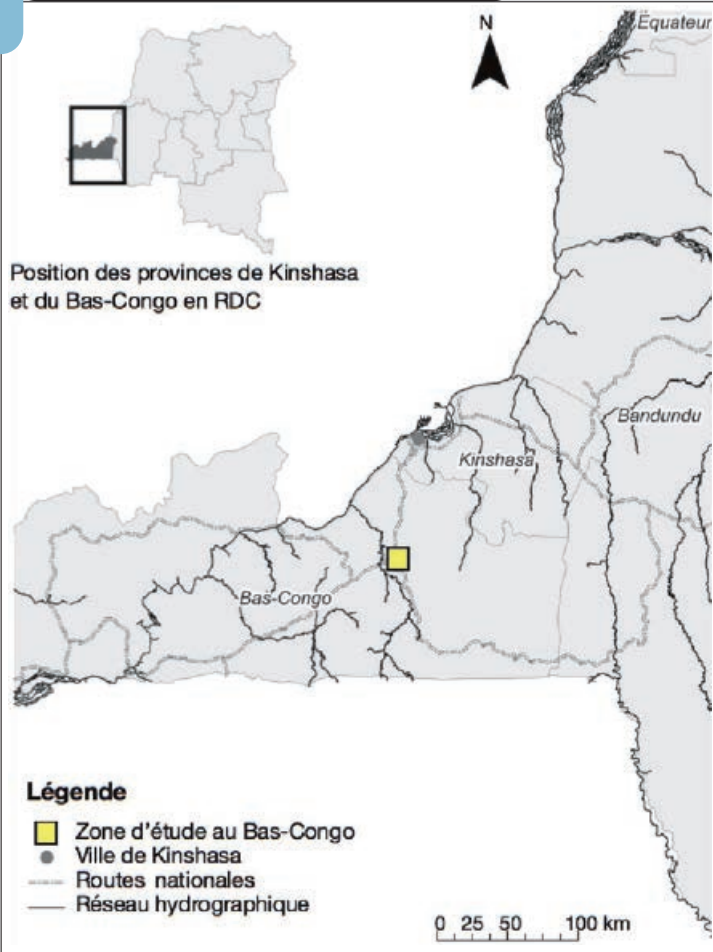 N
Équateur
Position des provinces de Kinshasa
et du Bas-Congo en RDC
Bandundu
Kinshasa
Bas-Congo
Légende
Zone d'étude au Bas-Congo
Ville de Kinshasa
Routes nationales
Réseau hydrographique
0 25 50 100 km